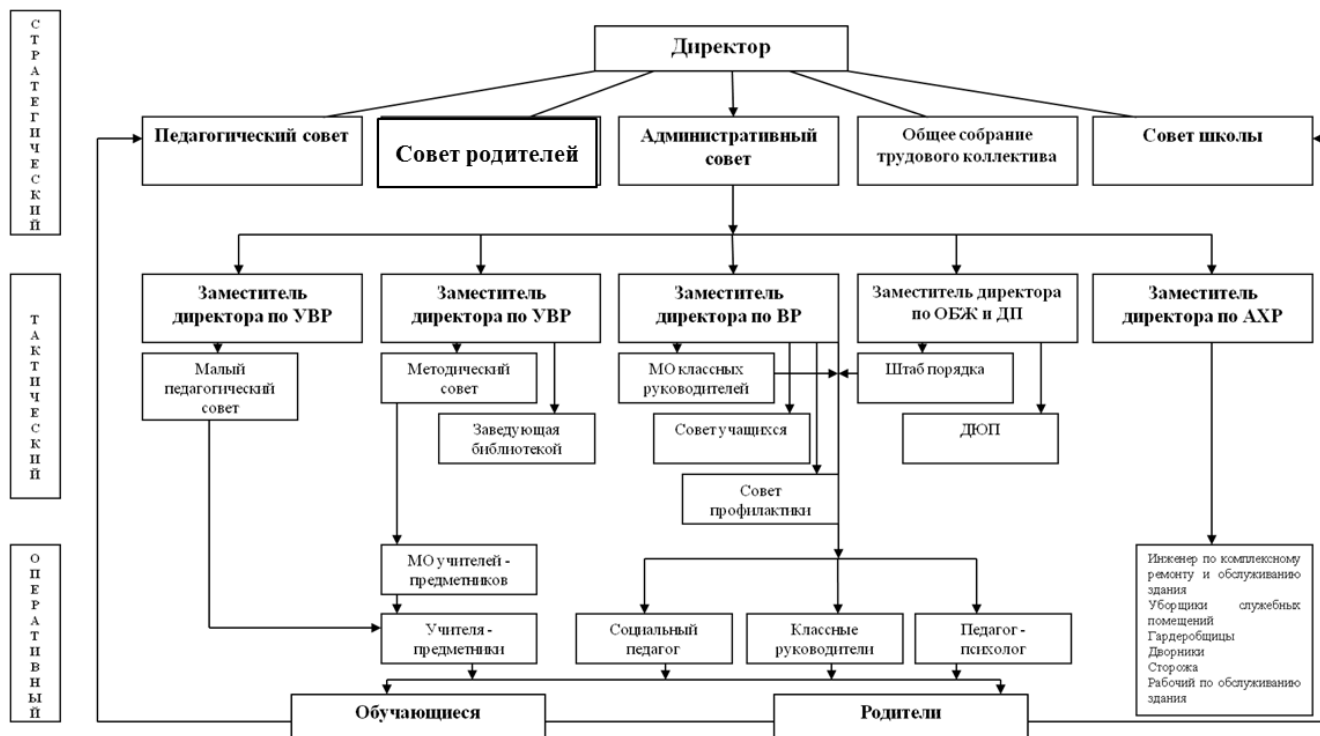 СТРАТЕГИЧЕСКИЙ
Директор
Педагогический совет
Совет родителей
Административный
совет
Общее собрание
трудового коллектива
Совет школы
ТАКТИЧЕСКИЙ
Заместитель
директора по УВР
Заместитель
директора по УВР
Заместитель
директора по ВР
Заместитель директора
по ОБЖ и ДП
Заместитель
директора по АХР
Малый
педагогический
совет
Методический
совет
МО классных
руководителей
Штаб порядка
Заведующая
библиотекой
Совет учащихся
ДЮП
Совет
профилактики
ОПЕРАТИВНЫЙ
МО учителей -
предметников
Инженер по комплексному
ремонту и обслуживанию
здания
Уборщики служебных
помещений
Гардеробщицы
Дворники
Сторожа
Рабочий по обслуживанию
здания
Учителя -
предметники
Социальный
педагог
Классные
руководители
Педагог -
психолог
Обучающиеся
Родители